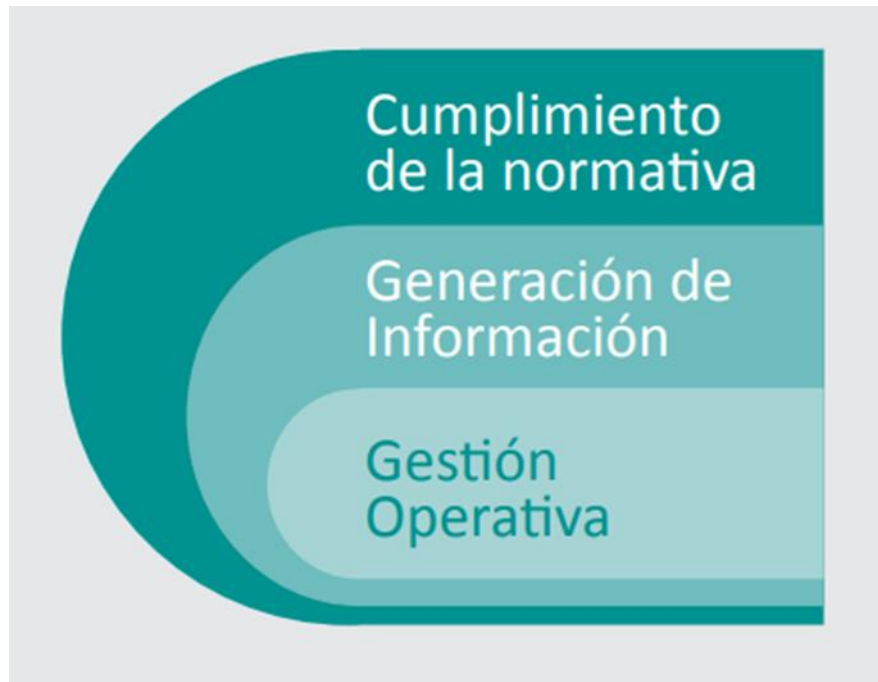 Cumplimiento
de la normativa
Generación de
Información
Gestión
Operativa